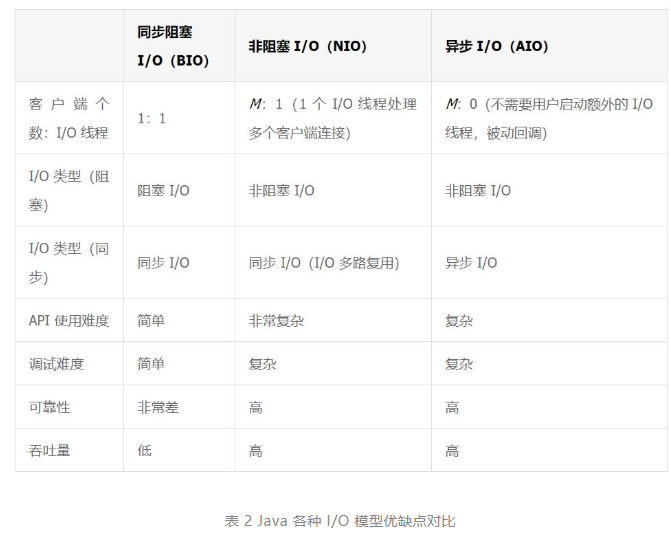 同步阻塞
I/O（BIO）
非阻塞 I/O（NIO）
异步 I/O（AIO）
客户端个
数：I/O 线程
1：1
M：1（1 个 I/O 线程处理
多个客户端连接）
M：0（不需要用户启动额外的 I/O
线程，被动回调）
I/O 类型（阻
塞）
阻塞 I/O
非阻塞 I/O
非阻塞 I/O
I/O 类型（同
步）
同步 I/O
同步 I/O（I/O 多路复用）
异步 I/O
API 使用难度
简单
非常复杂
复杂
调试难度
简单
复杂
复杂
可靠性
非常差
高
高
吞吐量
低
高
高
表 2 Java 各种 I/O 模型优缺点对比